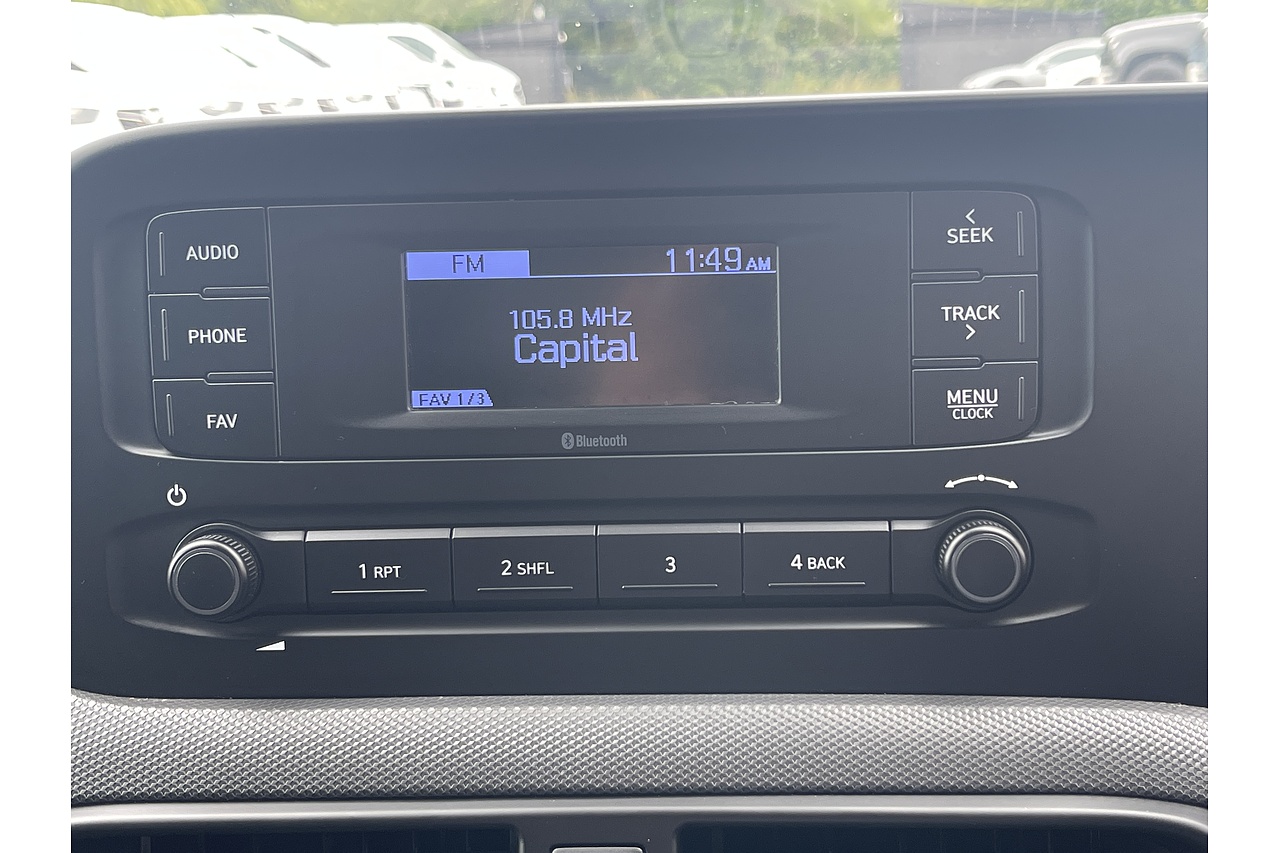 AUDIO
PHONE
FAV
FM 11:49 AM
105.8 MHz
Capital
FAV 1/3
Bluetooth
< SEEK
TRACK >
MENU
CLOCK
1 RPT
2 SHFL
3
4 BACK